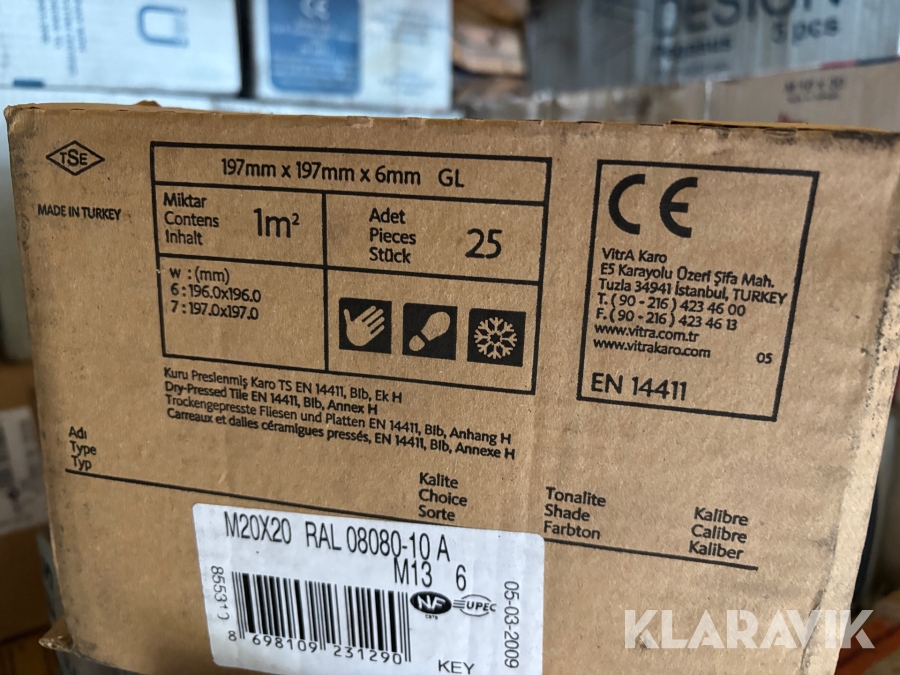 DESIGN
3 pcs
CE
TSE
MADE IN TURKEY
197mm x 197mm x 6mm GL
Miktar
Contens
Inhalt
1m²
Adet
Pieces
Stück
25
w : (mm)
6 : 196.0x196.0
7 : 197.0x197.0
CE
VitrA Karo
E5 Karayolu Üzeri Şifa Mah.
Tuzla 34941 İstanbul, TURKEY
T. ( 90 - 216 ) 423 46 00
F. ( 90 - 216 ) 423 46 13
www.vitra.com.tr
www.vitrakaro.com
05
EN 14411
Kuru Preslenmiş Karo TS EN 14411, BIb, Ek H
Dry-Pressed Tile EN 14411, BIb, Annex H
Trockengepresste Fliesen und Platten EN 14411, BIb, Anhang H
Carreaux et dalles céramiques pressés, EN 14411, BIb, Annexe H
Adı
Type
Typ
Kalite
Choice
Sorte
Tonalite
Shade
Farbton
Kalibre
Calibre
Kaliber
M20X20 RAL 08080-10 A
M13 6
NF
UPEC
05-03-2009
8 698109 231290
KEY
KLARAVIK